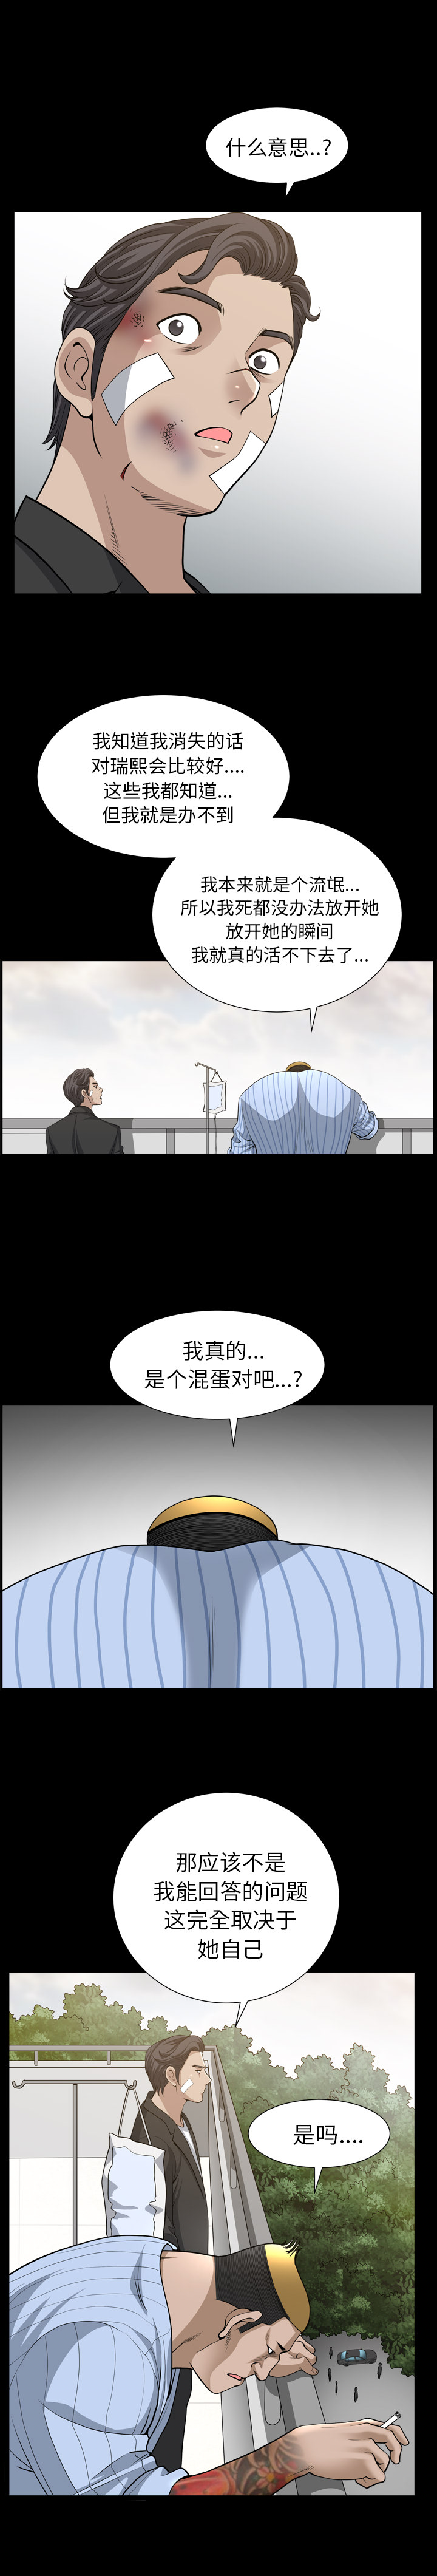 什么意思..?
我知道我消失的话
对瑞熙会比较好....
这些我都知道...
但我就是办不到
我本来就是个流氓...
所以我死都没办法放开她
放开她的瞬间
我就真的活不下去了...
我真的...
是个混蛋对吧...?
那应该不是
我能回答的问题
这完全取决于
她自己
是吗....